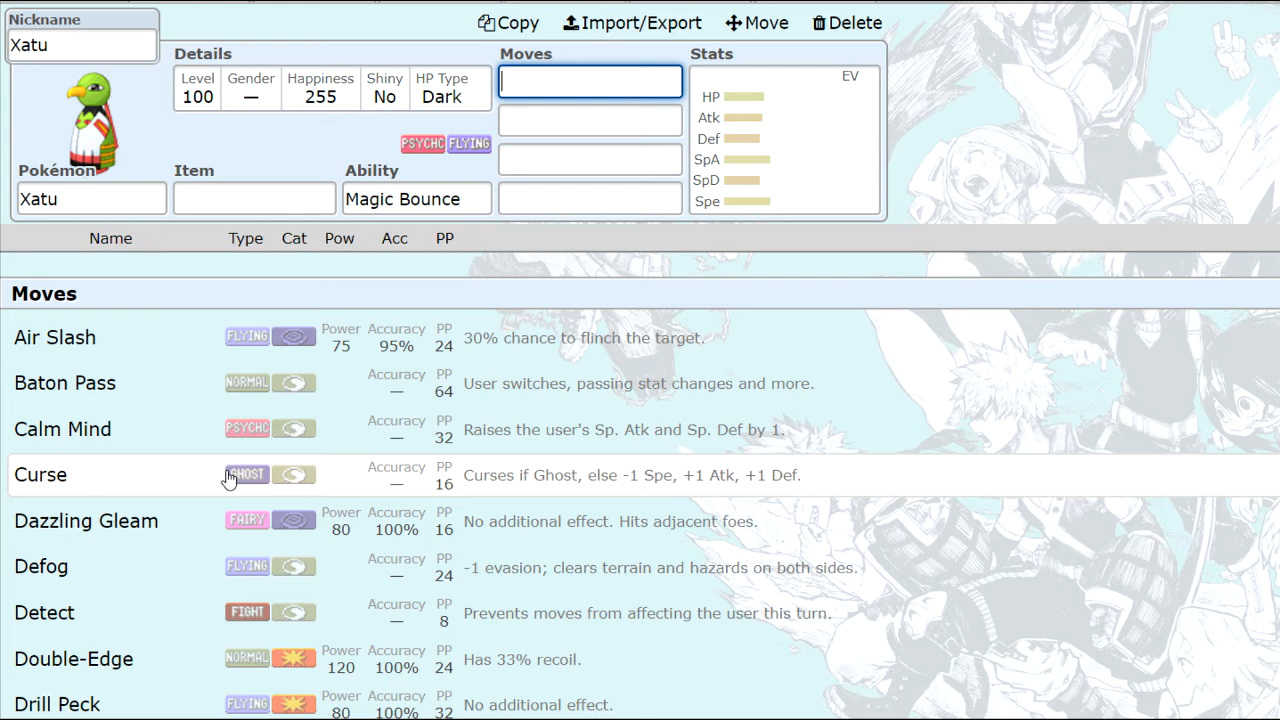 Nickname
Xatu
Copy Import/Export Move Delete
Details Moves Stats
Level Gender Happiness Shiny HP Type
100 — 255 No Dark
EV
HP
Atk
Def
SpA
SpD
Spe
PSYCHC FLYING
Pokémon Item Ability
Xatu Magic Bounce
Name Type Cat Pow Acc PP
Moves
Air Slash FLYING Power 75 Accuracy 95% PP 24 30% chance to flinch the target.
Baton Pass NORMAL Accuracy — PP 64 User switches, passing stat changes and more.
Calm Mind PSYCHC Accuracy — PP 32 Raises the user's Sp. Atk and Sp. Def by 1.
Curse GHOST Accuracy — PP 16 Curses if Ghost, else -1 Spe, +1 Atk, +1 Def.
Dazzling Gleam FAIRY Power 80 Accuracy 100% PP 16 No additional effect. Hits adjacent foes.
Defog FLYING Accuracy — PP 24 -1 evasion; clears terrain and hazards on both sides.
Detect FIGHT Accuracy — PP 8 Prevents moves from affecting the user this turn.
Double-Edge NORMAL Power 120 Accuracy 100% PP 24 Has 33% recoil.
Drill Peck FLYING Power 80 Accuracy 100% PP 32 No additional effect.